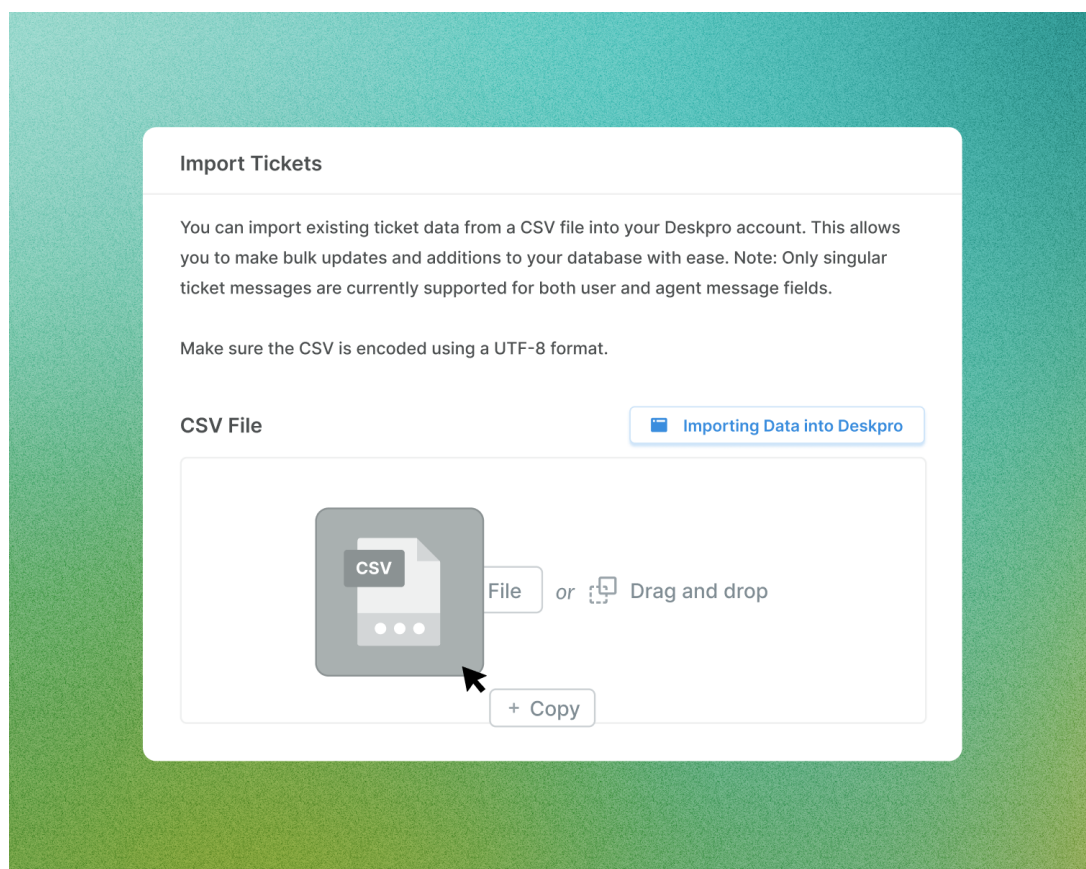 Import Tickets
You can import existing ticket data from a CSV file into your Deskpro account. This allows
you to make bulk updates and additions to your database with ease. Note: Only singular
ticket messages are currently supported for both user and agent message fields.
Make sure the CSV is encoded using a UTF-8 format.
CSV File
Importing Data into Deskpro
CSV
File or Drag and drop
+ Copy